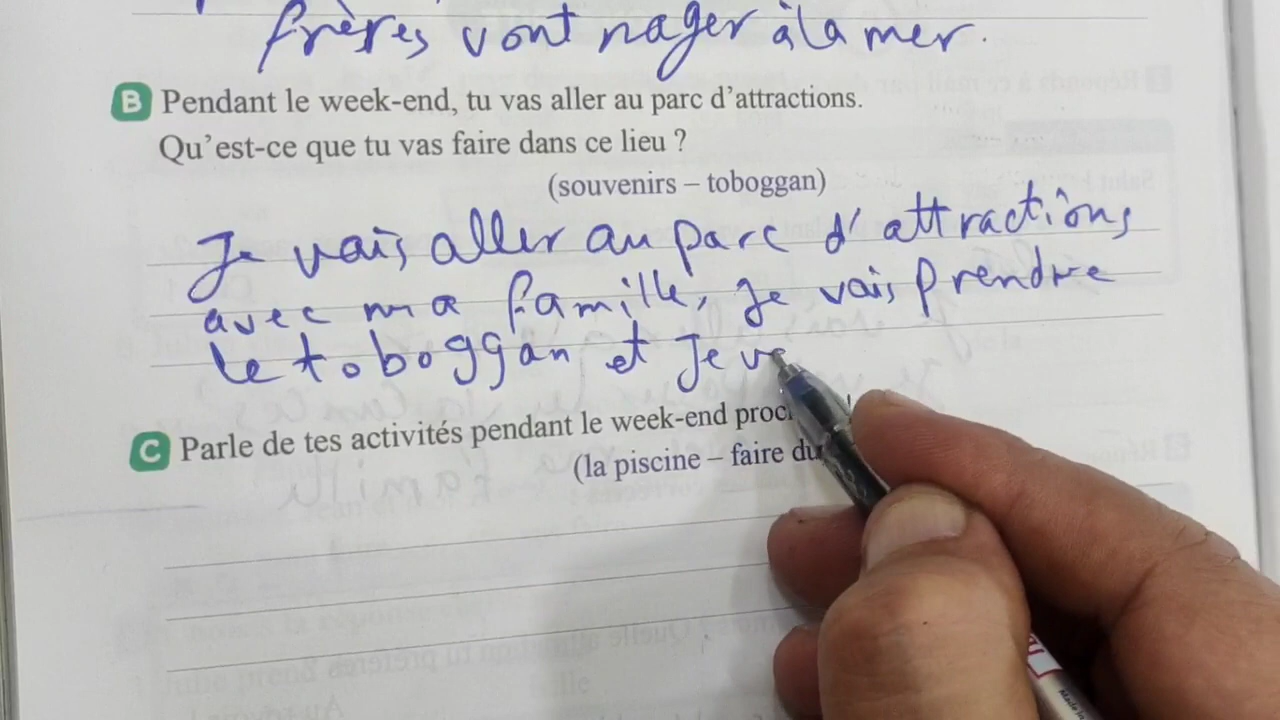 frères vont nager à la mer.
B Pendant le week-end, tu vas aller au parc d'attractions.
Qu'est-ce que tu vas faire dans ce lieu ?
(souvenirs – toboggan)
Je vais aller au parc d'attractions
avec ma famille, je vais prendre
le toboggan et Je va
C Parle de tes activités pendant le week-end
(la piscine – faire du